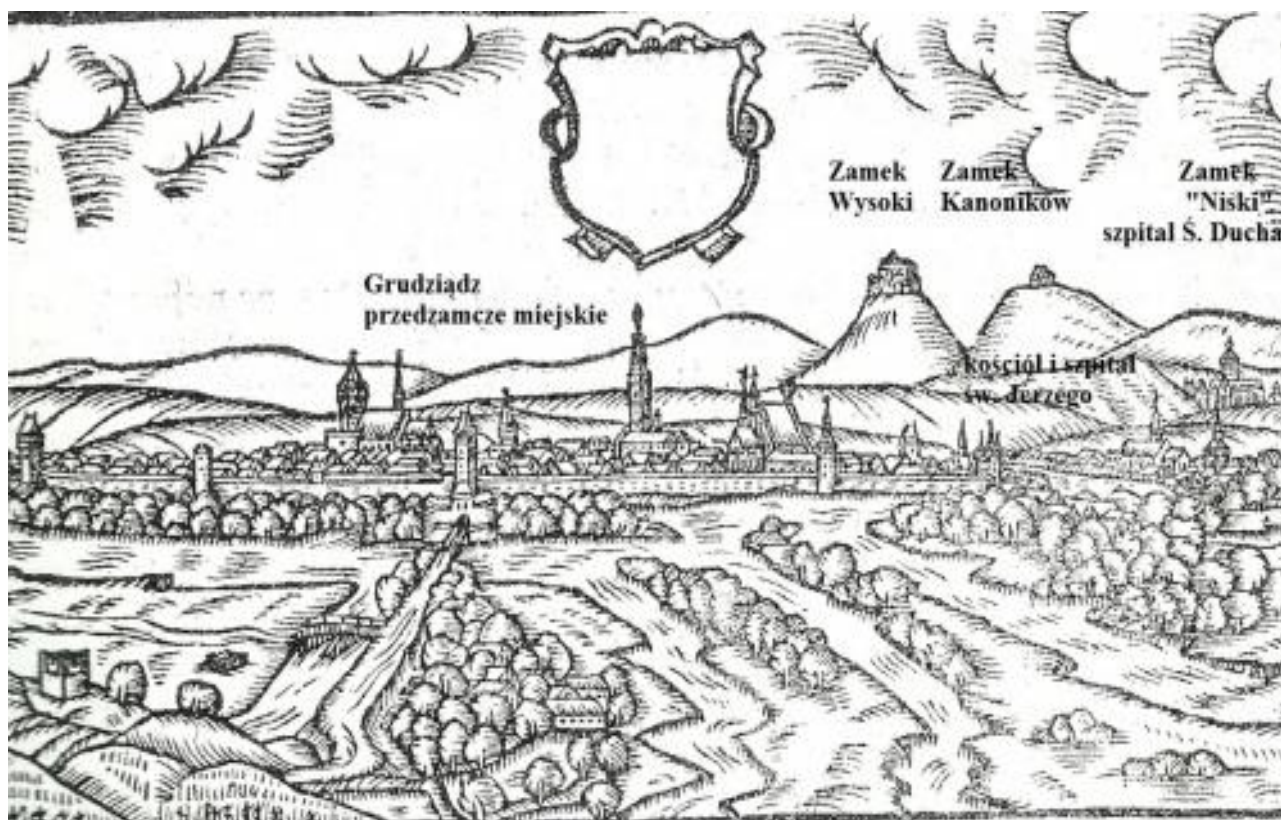 Zamek
Wysoki
Zamek
Kanoników
Zamek
"Niski"
szpital Ś. Ducha
Grudziądz
przedzamcze miejskie
kościół i szpital
św. Jerzego